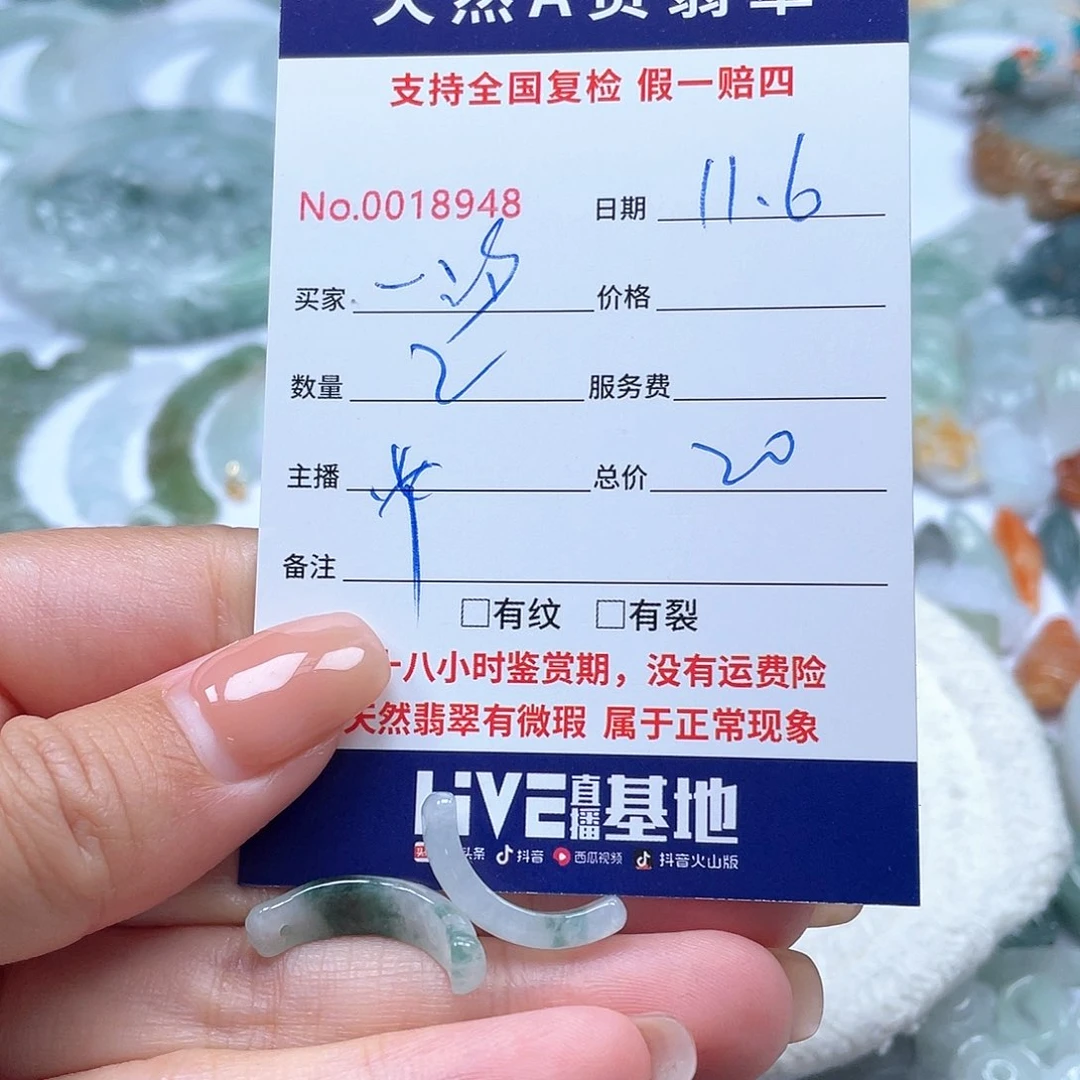 天然A货翡翠
支持全国复检 假一赔四
No.0018948 日期 11.6
买家 一 价格
数量 2 服务费
主播 总价 20
备注
□有纹 □有裂
十八小时鉴赏期，没有运费险
天然翡翠有微瑕 属于正常现象
LIVE直播基地
头条 抖音 西瓜视频 抖音火山版